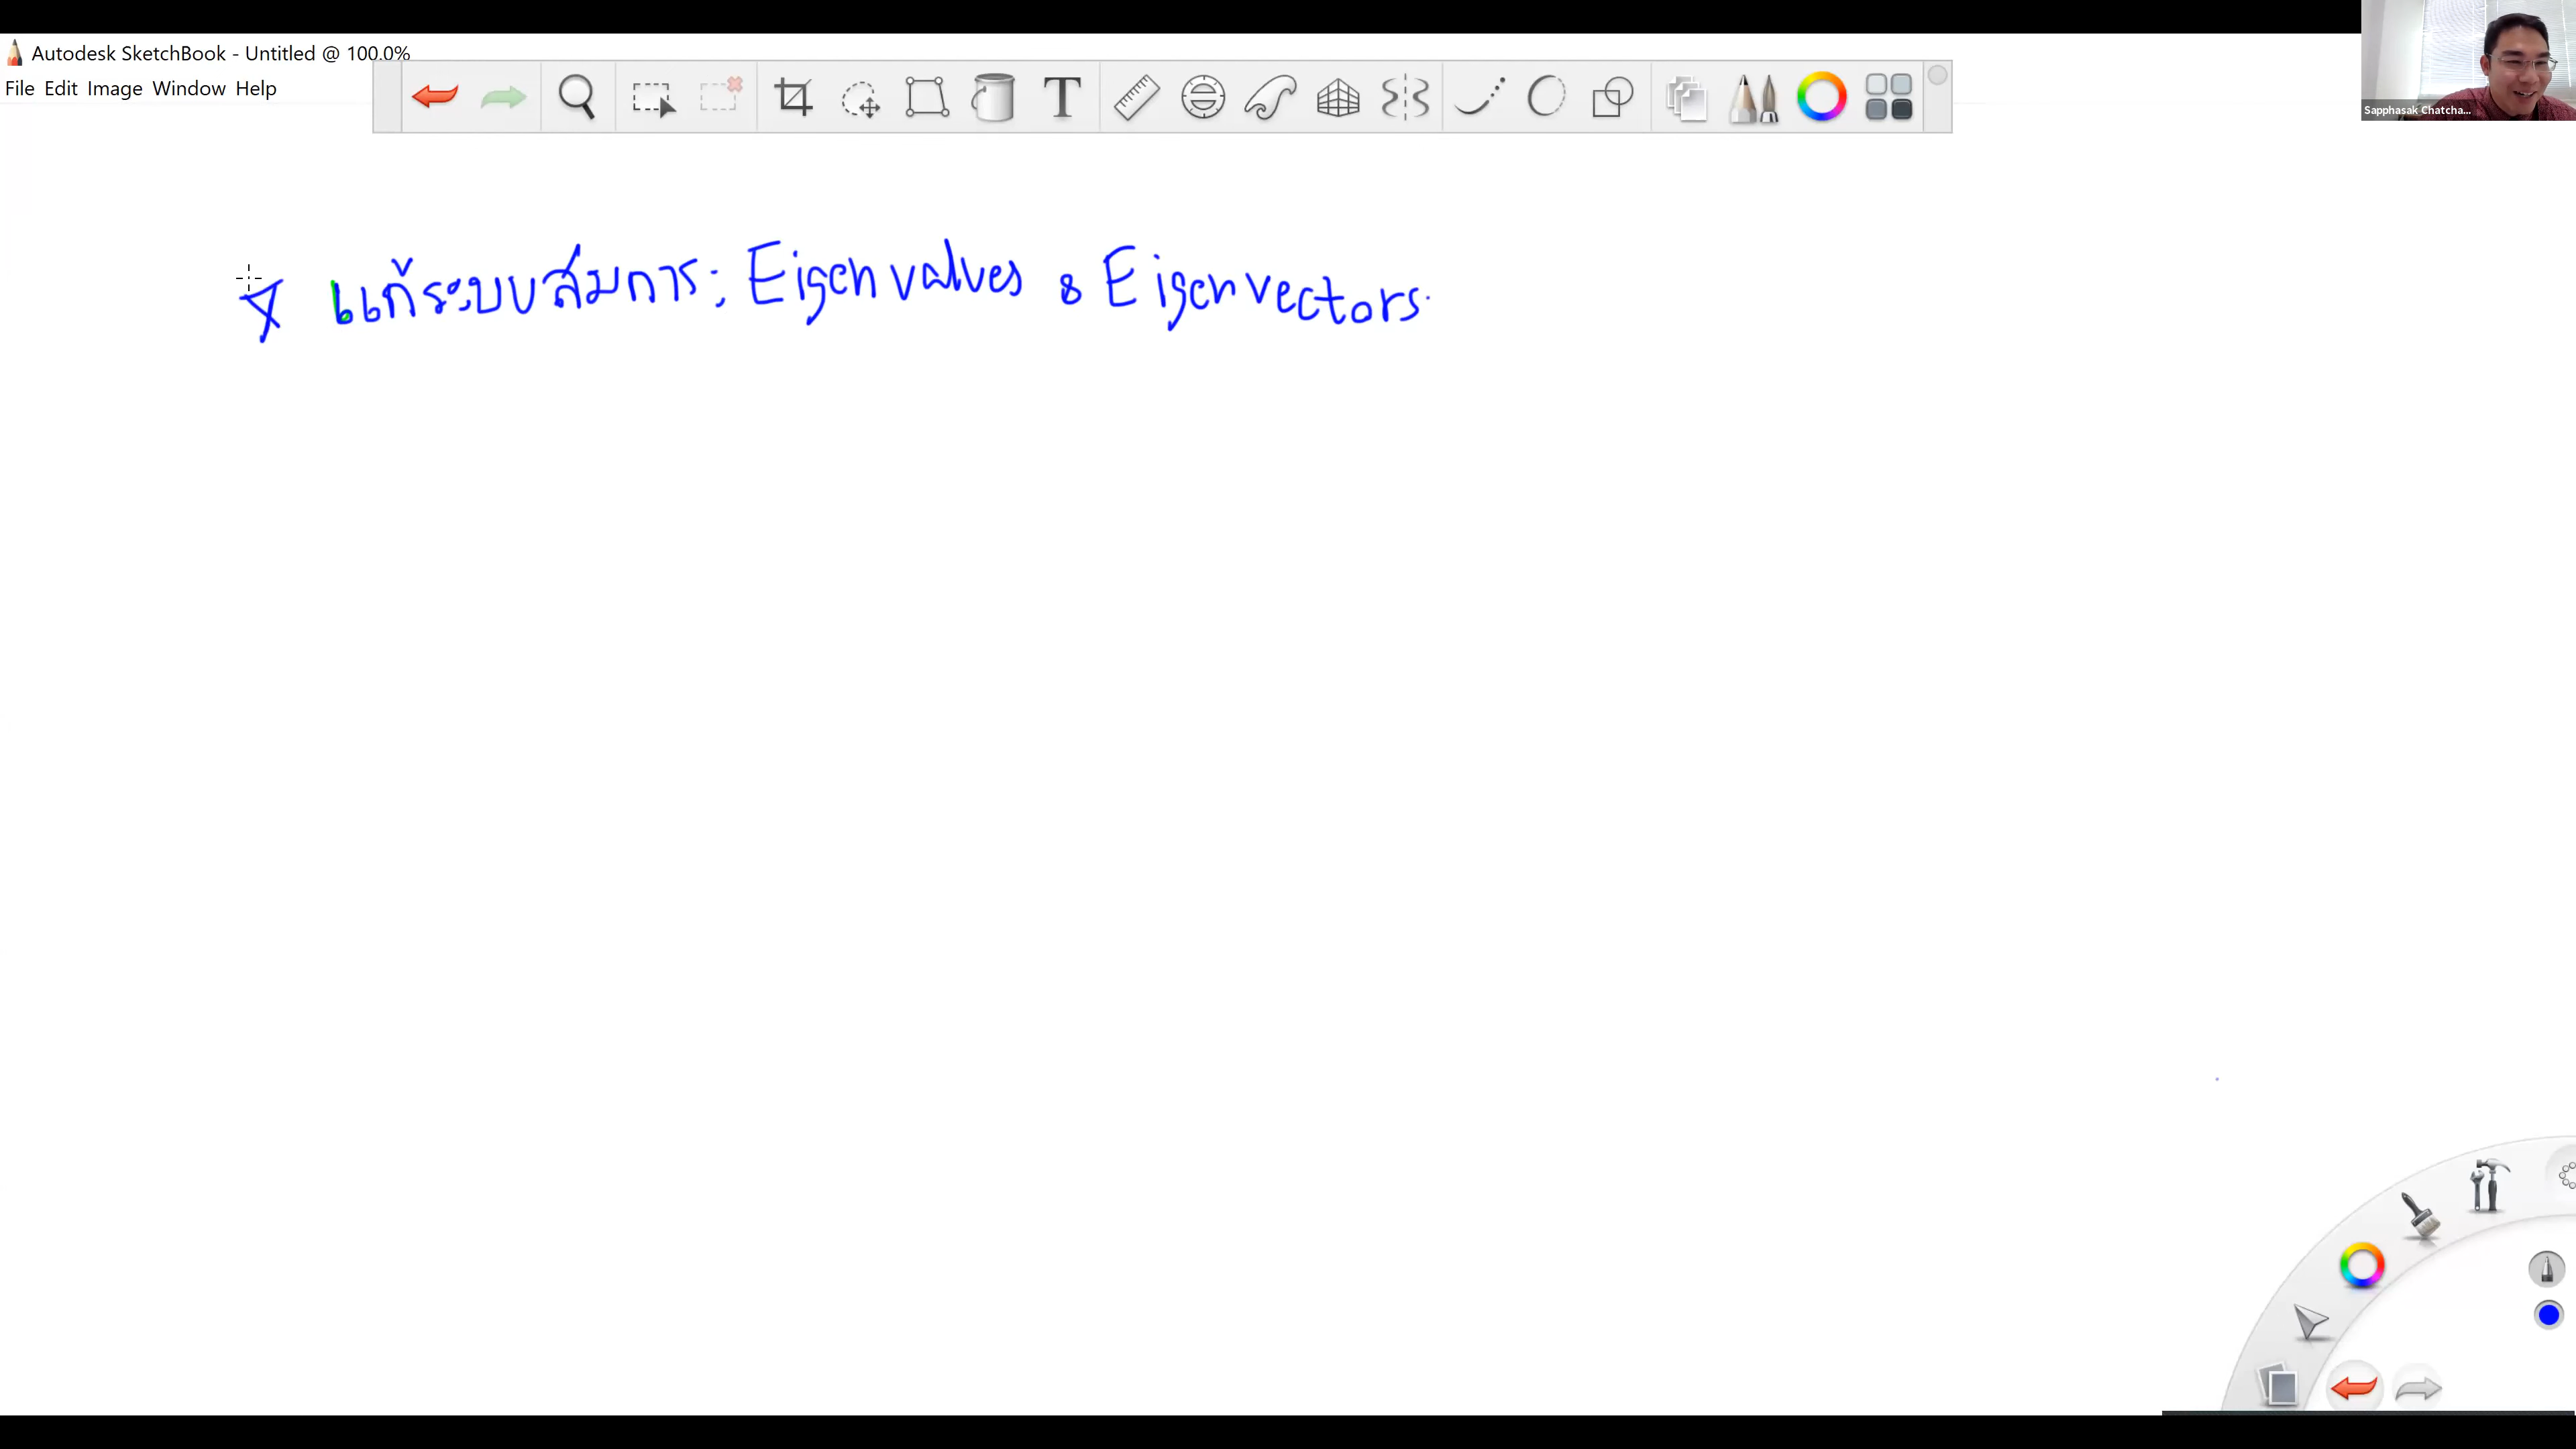 Autodesk SketchBook - Untitled @ 100.0%
File Edit Image Window Help
Sapphasak Chatcha...
แก้ระบบสมการ: Eigenvalues & Eigenvectors.